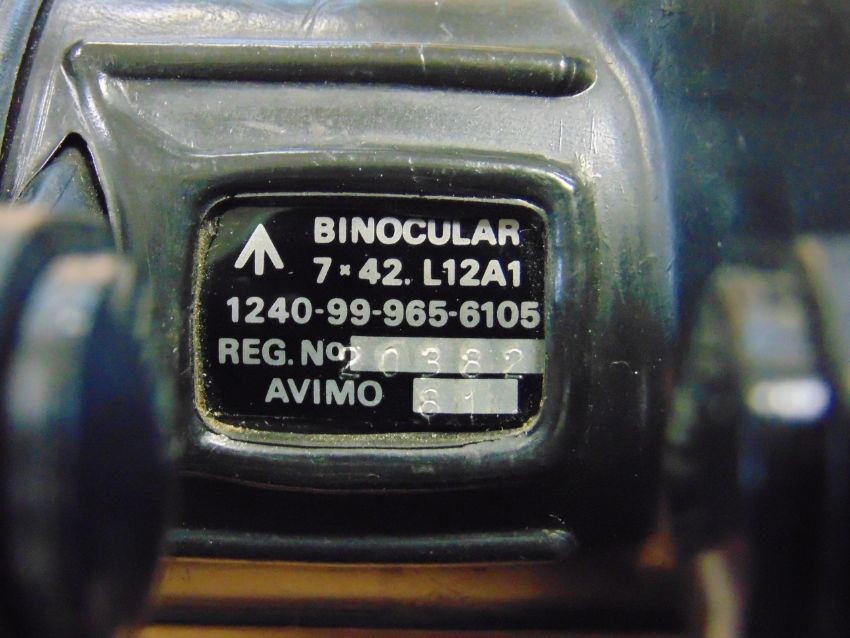 BINOCULAR
7×42. L12A1
1240-99-965-6105
REG. No 20382
AVIMO 81